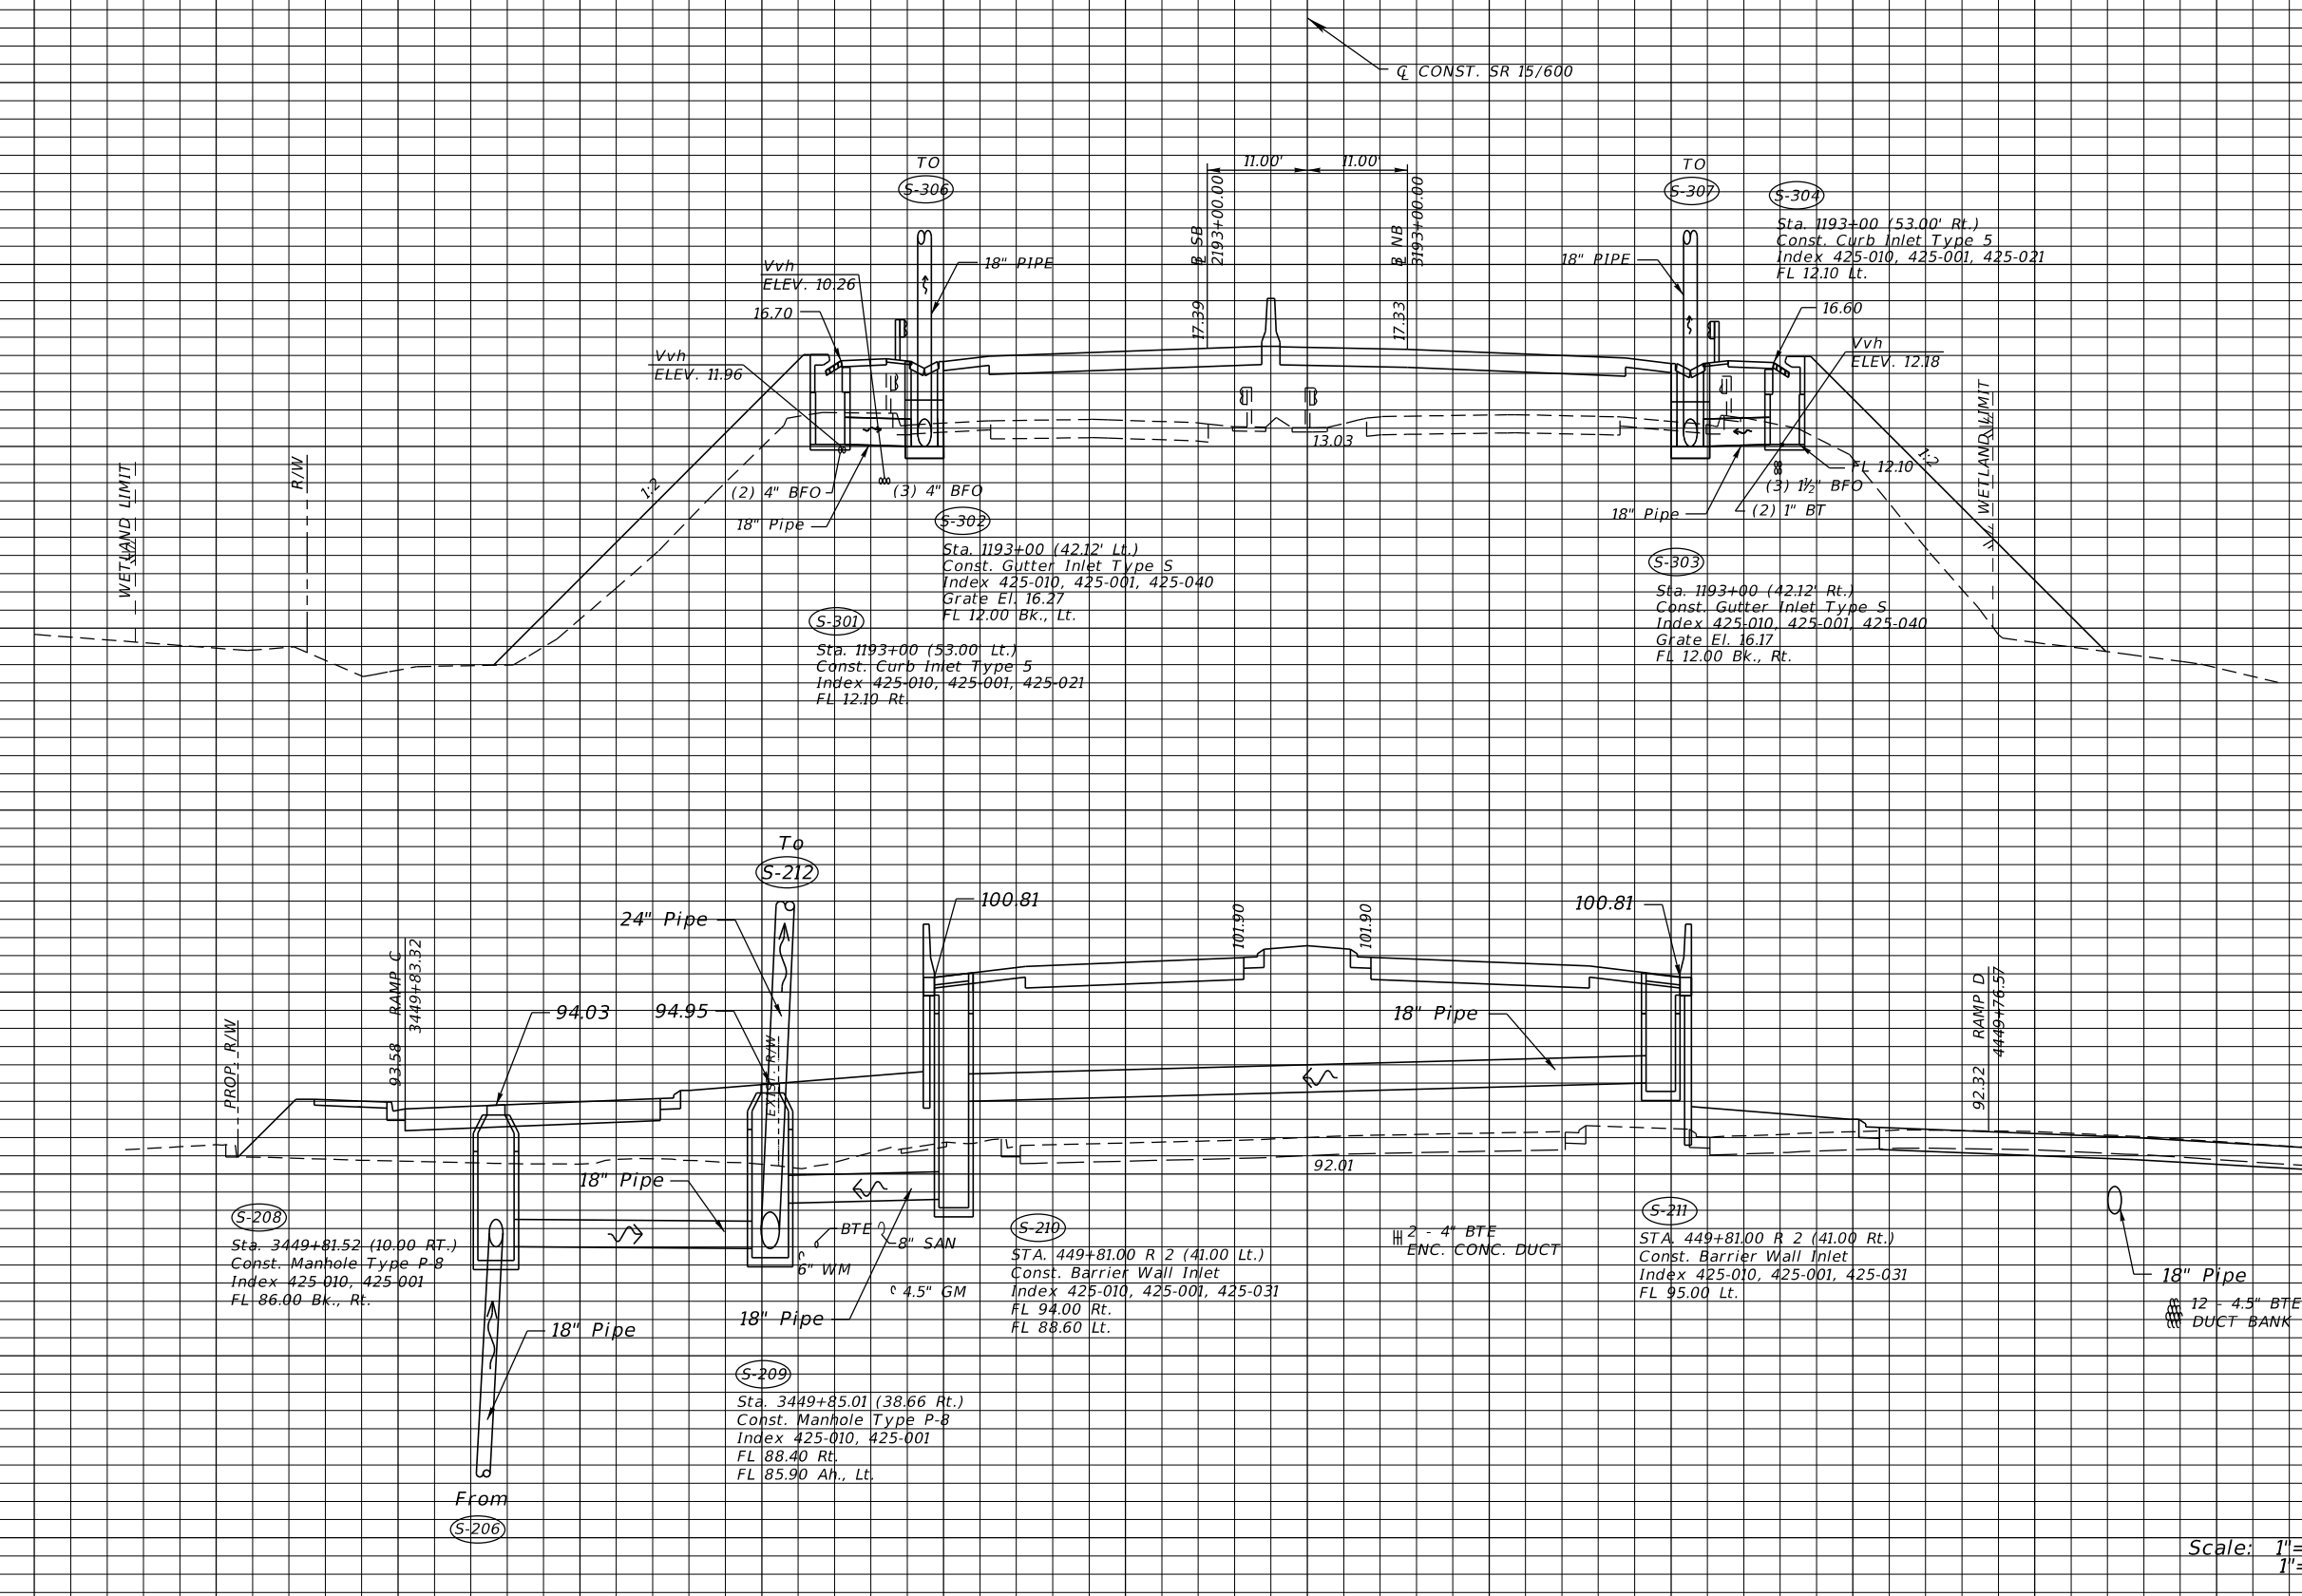 ℄ CONST. SR 15/600
TO
S-306
11.00'
11.00'
℄ SB
2193+00.00
17.39
℄ NB
3193+00.00
17.33
TO
S-307
S-304
Sta. 1193+00 (53.00' Rt.)
Const. Curb Inlet Type 5
Index 425-010, 425-001, 425-021
FL 12.10 Lt.
Vvh
ELEV. 10.26
18" PIPE
18" PIPE
16.70
16.60
Vvh
ELEV. 11.96
Vvh
ELEV. 12.18
WETLAND LIMIT
R/W
1:2
13.03
FL 12.10
1:2
WETLAND LIMIT
(2) 4" BFO
(3) 4" BFO
(3) 1½" BFO
18" Pipe
18" Pipe
(2) 1" BT
S-302
Sta. 1193+00 (42.12' Lt.)
Const. Gutter Inlet Type S
Index 425-010, 425-001, 425-040
Grate El. 16.27
FL 12.00 Bk., Lt.
S-303
Sta. 1193+00 (42.12' Rt.)
Const. Gutter Inlet Type S
Index 425-010, 425-001, 425-040
Grate El. 16.17
FL 12.00 Bk., Rt.
S-301
Sta. 1193+00 (53.00' Lt.)
Const. Curb Inlet Type 5
Index 425-010, 425-001, 425-021
FL 12.10 Rt.
To
S-212
24" Pipe
100.81
101.90
101.90
100.81
RAMP C
3449+83.32
93.58
94.03
94.95
18" Pipe
RAMP D
4449+76.57
92.32
PROP. R/W
EXIST. R/W
92.01
18" Pipe
S-208
Sta. 3449+81.52 (10.00 RT.)
Const. Manhole Type P-8
Index 425-010, 425-001
FL 86.00 Bk., Rt.
BTE
8" SAN
6" WM
4.5" GM
18" Pipe
S-210
STA. 449+81.00 R 2 (41.00 Lt.)
Const. Barrier Wall Inlet
Index 425-010, 425-001, 425-031
FL 94.00 Rt.
FL 88.60 Lt.
2 - 4" BTE
ENC. CONC. DUCT
S-211
STA. 449+81.00 R 2 (41.00 Rt.)
Const. Barrier Wall Inlet
Index 425-010, 425-001, 425-031
FL 95.00 Lt.
18" Pipe
12 - 4.5" BTE
DUCT BANK
18" Pipe
S-209
Sta. 3449+85.01 (38.66 Rt.)
Const. Manhole Type P-8
Index 425-010, 425-001
FL 88.40 Rt.
FL 85.90 Ah., Lt.
From
S-206
Scale: 1"=
1"=